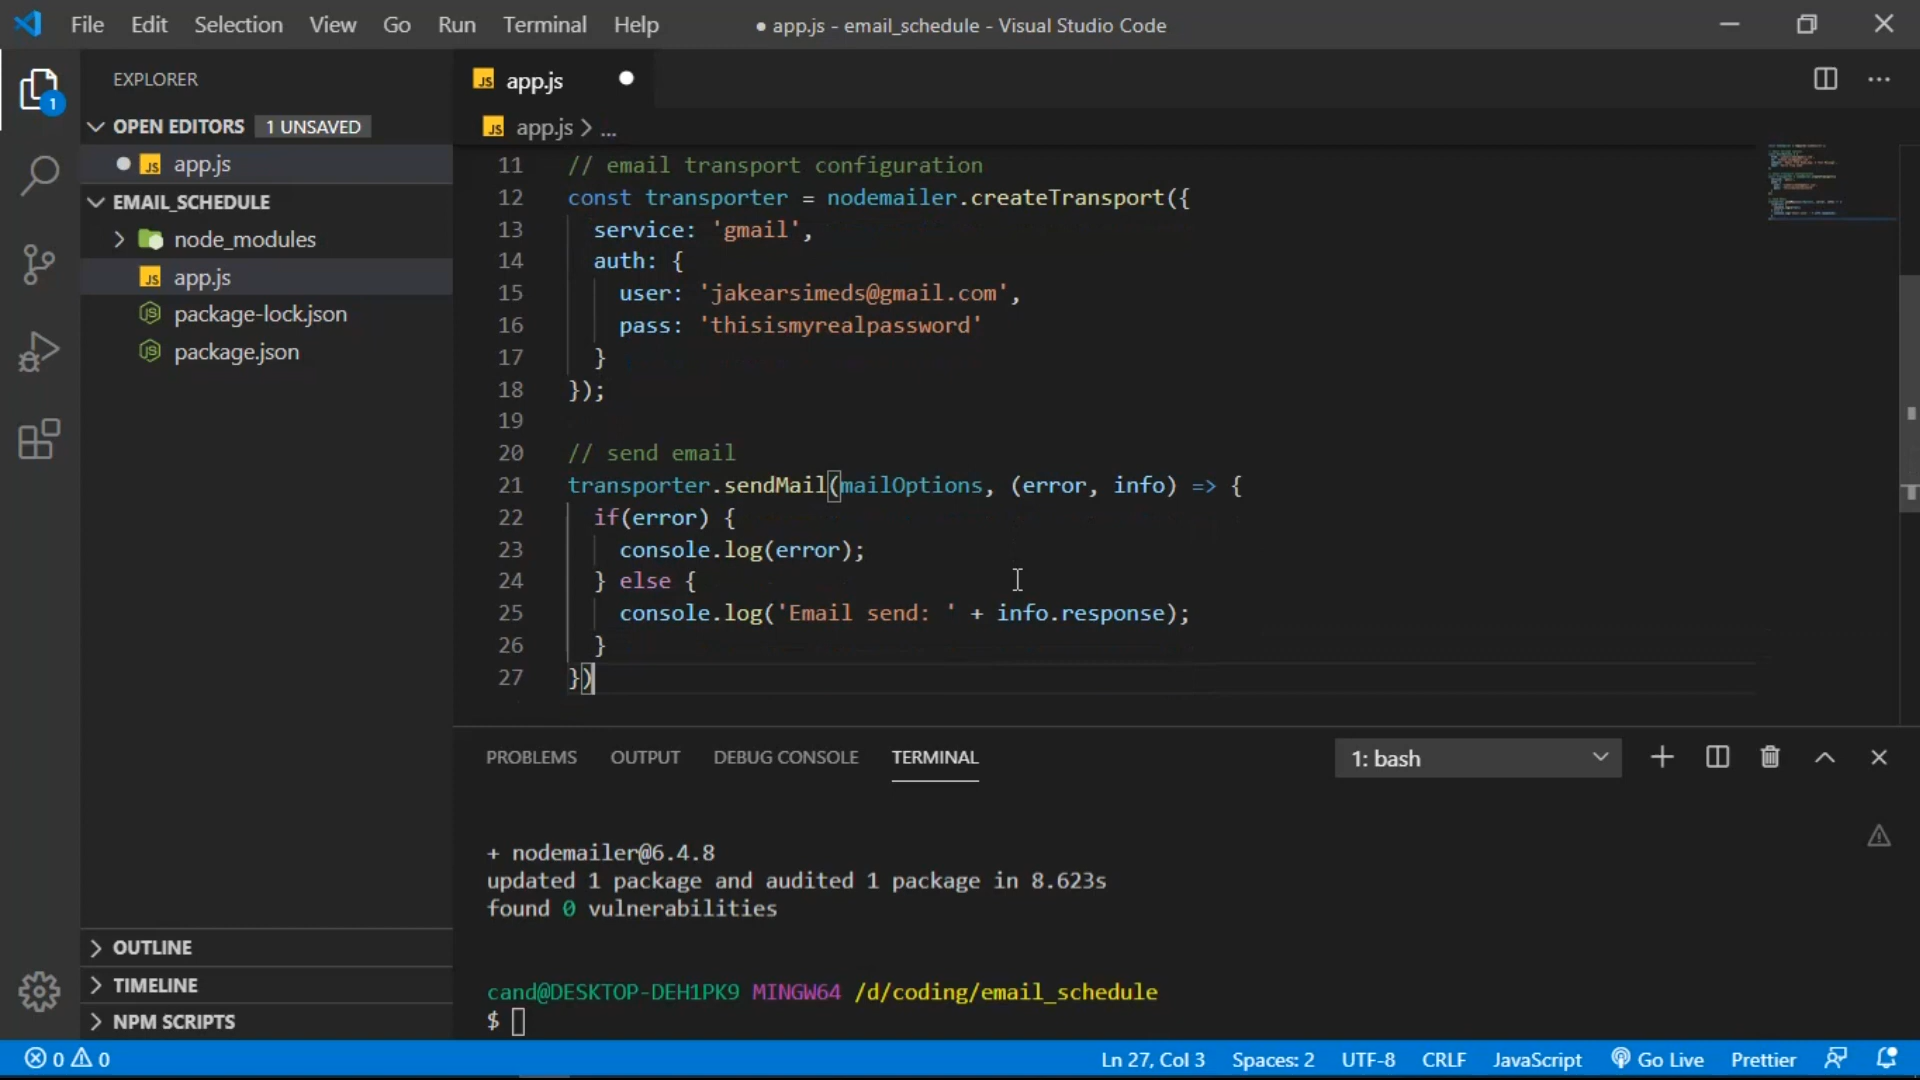 File Edit Selection View Go Run Terminal Help
● app.js - email_schedule - Visual Studio Code
EXPLORER
OPEN EDITORS 1 UNSAVED
JS app.js
EMAIL_SCHEDULE
node_modules
JS app.js
package-lock.json
package.json
OUTLINE
TIMELINE
NPM SCRIPTS
1
JS app.js
JS app.js > ...
11 // email transport configuration
12 const transporter = nodemailer.createTransport({
13 service: 'gmail',
14 auth: {
15 user: 'jakearsimeds@gmail.com',
16 pass: 'thisismyrealpassword'
17 }
18 });
19
20 // send email
21 transporter.sendMail(mailOptions, (error, info) => {
22 if(error) {
23 console.log(error);
24 } else {
25 console.log('Email send: ' + info.response);
26 }
27 })
PROBLEMS OUTPUT DEBUG CONSOLE TERMINAL 1: bash
+ nodemailer@6.4.8
updated 1 package and audited 1 package in 8.623s
found 0 vulnerabilities
cand@DESKTOP-DEH1PK9 MINGW64 /d/coding/email_schedule
$
0 0 Ln 27, Col 3 Spaces: 2 UTF-8 CRLF JavaScript Go Live Prettier